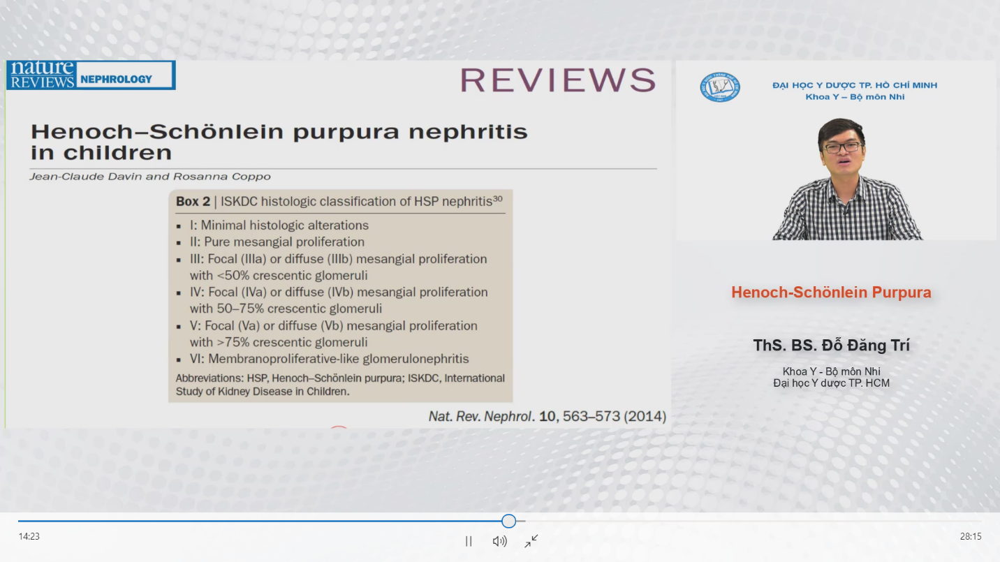 nature
REVIEWS NEPHROLOGY
REVIEWS
Henoch–Schönlein purpura nephritis
in children
Jean-Claude Davin and Rosanna Coppo
Box 2 | ISKDC histologic classification of HSP nephritis30
▪ I: Minimal histologic alterations
▪ II: Pure mesangial proliferation
▪ III: Focal (IIIa) or diffuse (IIIb) mesangial proliferation
with <50% crescentic glomeruli
▪ IV: Focal (IVa) or diffuse (IVb) mesangial proliferation
with 50–75% crescentic glomeruli
▪ V: Focal (Va) or diffuse (Vb) mesangial proliferation
with >75% crescentic glomeruli
▪ VI: Membranoproliferative-like glomerulonephritis
Abbreviations: HSP, Henoch–Schönlein purpura; ISKDC, International
Study of Kidney Disease in Children.
Nat. Rev. Nephrol. 10, 563–573 (2014)
ĐẠI HỌC Y DƯỢC TP. HỒ CHÍ MINH
Khoa Y – Bộ môn Nhi
Henoch-Schönlein Purpura
ThS. BS. Đỗ Đăng Trí
Khoa Y - Bộ môn Nhi
Đại học Y dược TP. HCM
14:23
28:15